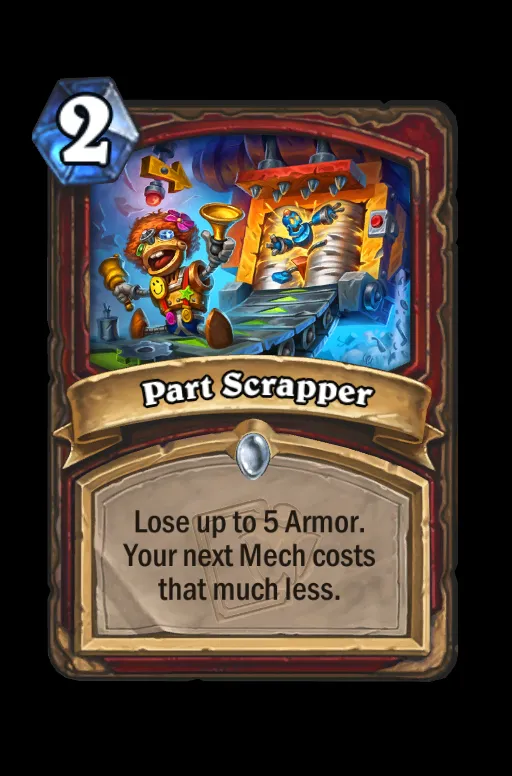 2
Part Scrapper
Lose up to 5 Armor.
Your next Mech costs
that much less.